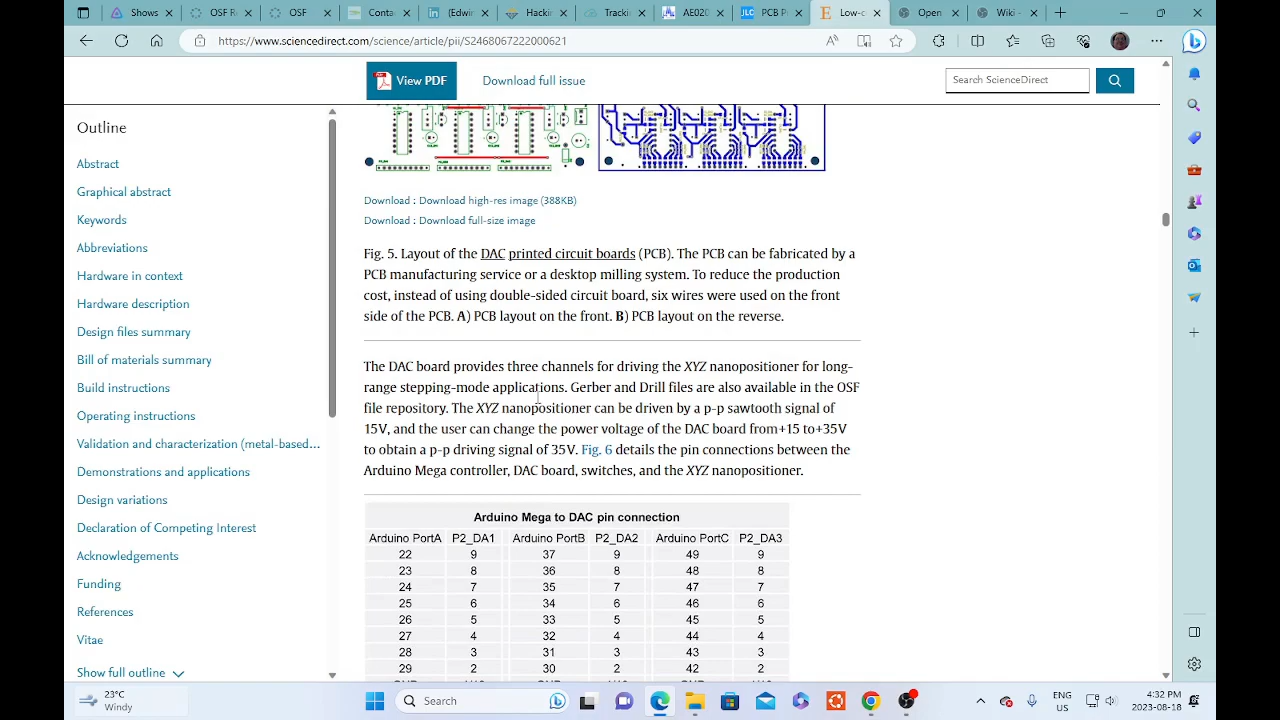 Shows
OSF R
OSF
Conta
(Edwin
Hackin
Trackin
AE020
PCB P
Low-c
Open
Wiki -
https://www.sciencedirect.com/science/article/pii/S2468067222000621
View PDF
Download full issue
Search ScienceDirect
Outline
Abstract
Graphical abstract
Keywords
Abbreviations
Hardware in context
Hardware description
Design files summary
Bill of materials summary
Build instructions
Operating instructions
Validation and characterization (metal-based...
Demonstrations and applications
Design variations
Declaration of Competing Interest
Acknowledgements
Funding
References
Vitae
Show full outline
Download : Download high-res image (388KB)
Download : Download full-size image
Fig. 5. Layout of the DAC printed circuit boards (PCB). The PCB can be fabricated by a
PCB manufacturing service or a desktop milling system. To reduce the production
cost, instead of using double-sided circuit board, six wires were used on the front
side of the PCB. A) PCB layout on the front. B) PCB layout on the reverse.
The DAC board provides three channels for driving the XYZ nanopositioner for long-
range stepping-mode applications. Gerber and Drill files are also available in the OSF
file repository. The XYZ nanopositioner can be driven by a p-p sawtooth signal of
15V, and the user can change the power voltage of the DAC board from+15 to+35V
to obtain a p-p driving signal of 35V. Fig. 6 details the pin connections between the
Arduino Mega controller, DAC board, switches, and the XYZ nanopositioner.
Arduino Mega to DAC pin connection
Arduino PortA P2_DA1 Arduino PortB P2_DA2 Arduino PortC P2_DA3
22 9 37 9 49 9
23 8 36 8 48 8
24 7 35 7 47 7
25 6 34 6 46 6
26 5 33 5 45 5
27 4 32 4 44 4
28 3 31 3 43 3
29 2 30 2 42 2
23°C
Windy
Search
ENG
US
4:32 PM
2023-08-18